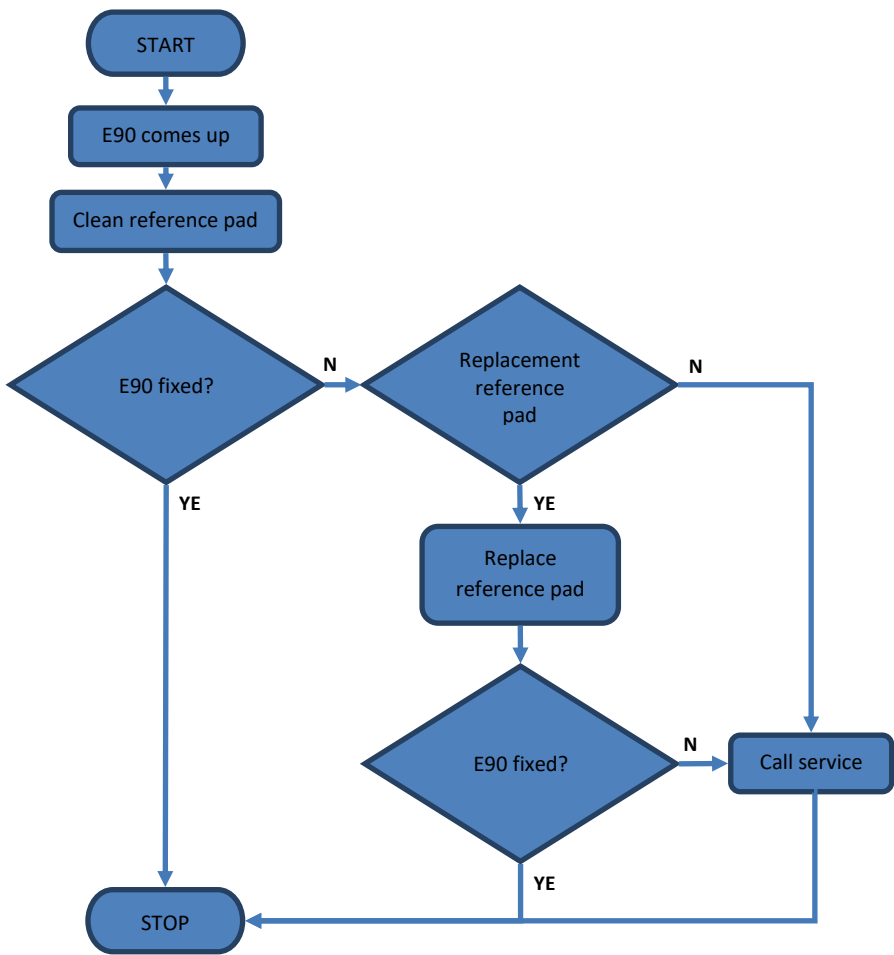 START
E90 comes up
Clean reference pad
E90 fixed?
N
Replacement
reference
pad
N
YE
YE
Replace
reference pad
E90 fixed?
N
Call service
YE
STOP